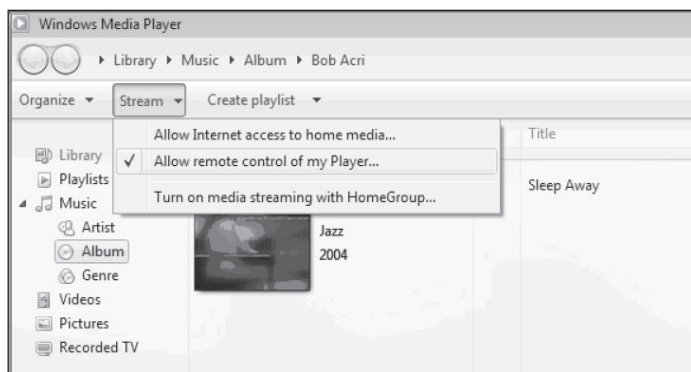 Windows Media Player
Library Music Album Bob Acri
Organize Stream Create playlist
Allow Internet access to home media...
Allow remote control of my Player...
Turn on media streaming with HomeGroup...
Title
Library
Playlists
Music
Artist
Album
Genre
Videos
Pictures
Recorded TV
Jazz
2004
Sleep Away